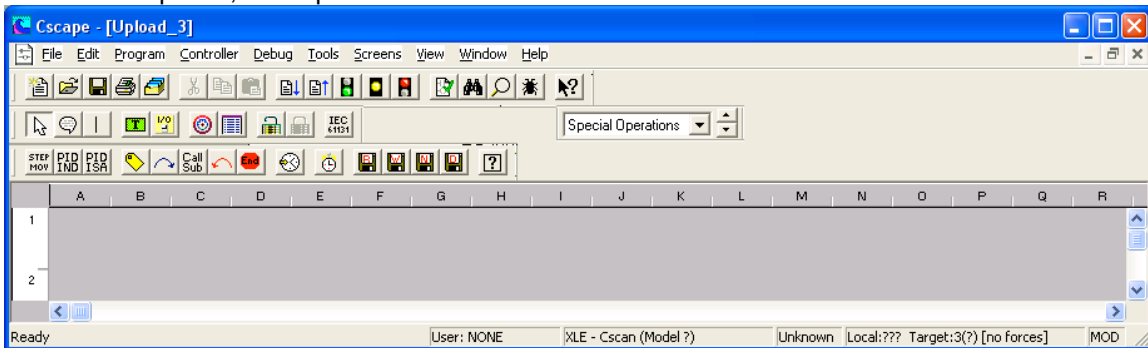 Cscape - [Upload_3]
File Edit Program Controller Debug Tools Screens View Window Help
T I/O IEC 61131 Special Operations
STEP MOV PID IND PID ISA Call Sub End R W N D ?
A B C D E F G H I J K L M N O P Q R
1
2
Ready User: NONE XLE - Cscan (Model ?) Unknown Local:??? Target:3(?) [no forces] MOD